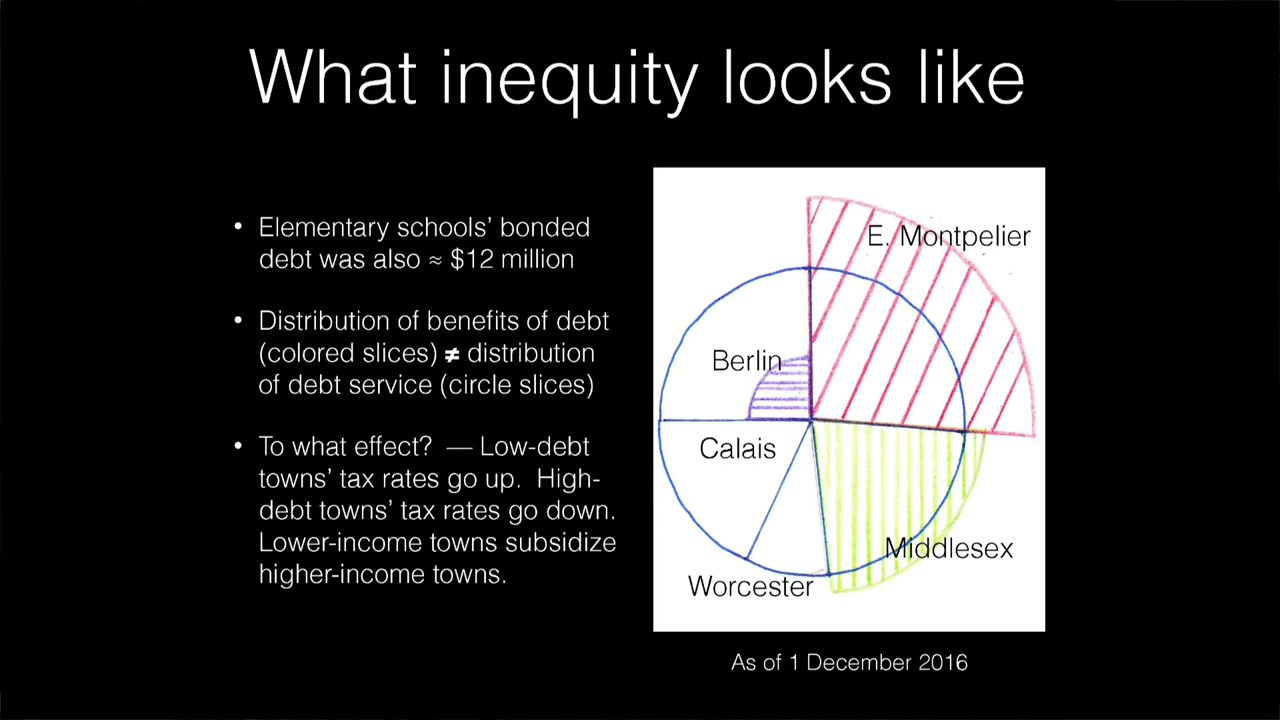 What inequity looks like
• Elementary schools’ bonded
debt was also ≈ $12 million
• Distribution of benefits of debt
(colored slices) ≠ distribution
of debt service (circle slices)
• To what effect? — Low-debt
towns’ tax rates go up. High-
debt towns’ tax rates go down.
Lower-income towns subsidize
higher-income towns.
E. Montpelier
Berlin
Calais
Middlesex
Worcester
As of 1 December 2016